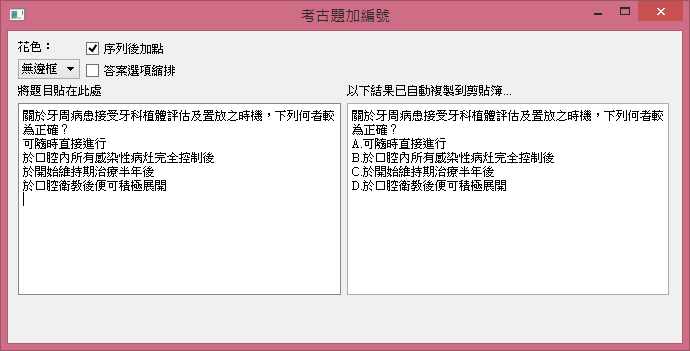 考古題加編號
花色：
序列後加點
無邊框
答案選項縮排
將題目貼在此處
以下結果已自動複製到剪貼簿...
關於牙周病患接受牙科植體評估及置放之時機，下列何者較
為正確？
可隨時直接進行
於口腔內所有感染性病灶完全控制後
於開始維持期治療半年後
於口腔衛教後便可積極展開
關於牙周病患接受牙科植體評估及置放之時機，下列何者較
為正確？
A.可隨時直接進行
B.於口腔內所有感染性病灶完全控制後
C.於開始維持期治療半年後
D.於口腔衛教後便可積極展開